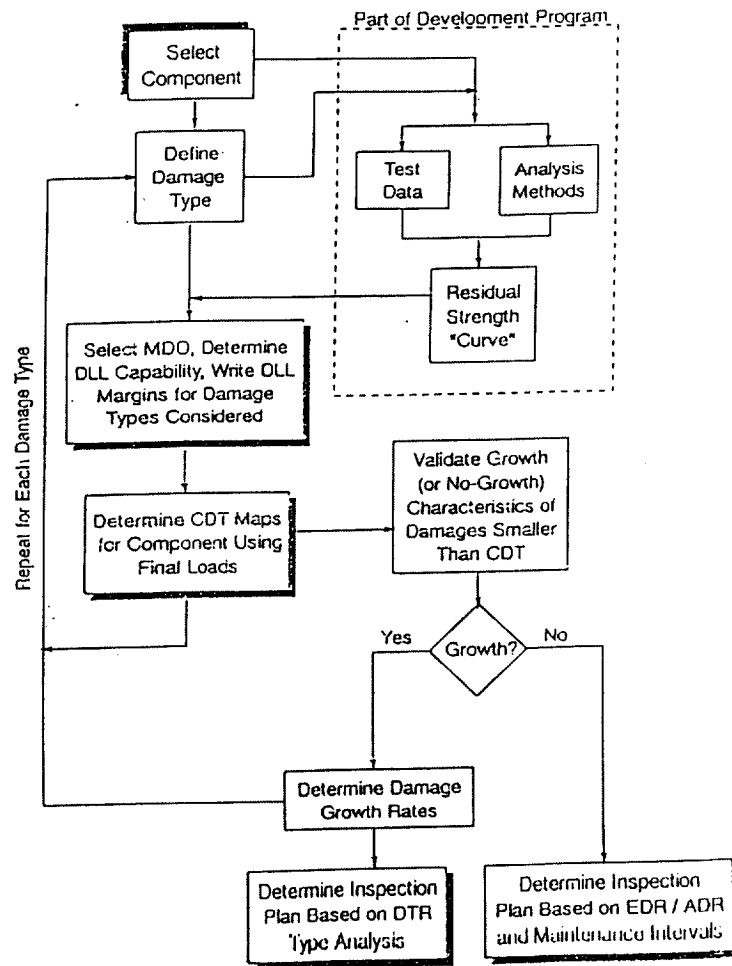 Part of Development Program
Select
Component
Define
Damage
Type
Test
Data
Analysis
Methods
Residual
Strength
"Curve"
Select MDO, Determine
DLL Capability, Write DLL
Margins for Damage
Types Considered
Repeat for Each Damage Type
Determine CDT Maps
for Component Using
Final Loads
Validate Growth
(or No-Growth)
Characteristics of
Damages Smaller
Than CDT
Yes
Growth?
No
Determine Damage
Growth Rates
Determine Inspection
Plan Based on DTR
Type Analysis
Determine Inspection
Plan Based on EDR / ADR
and Maintenance Intervals